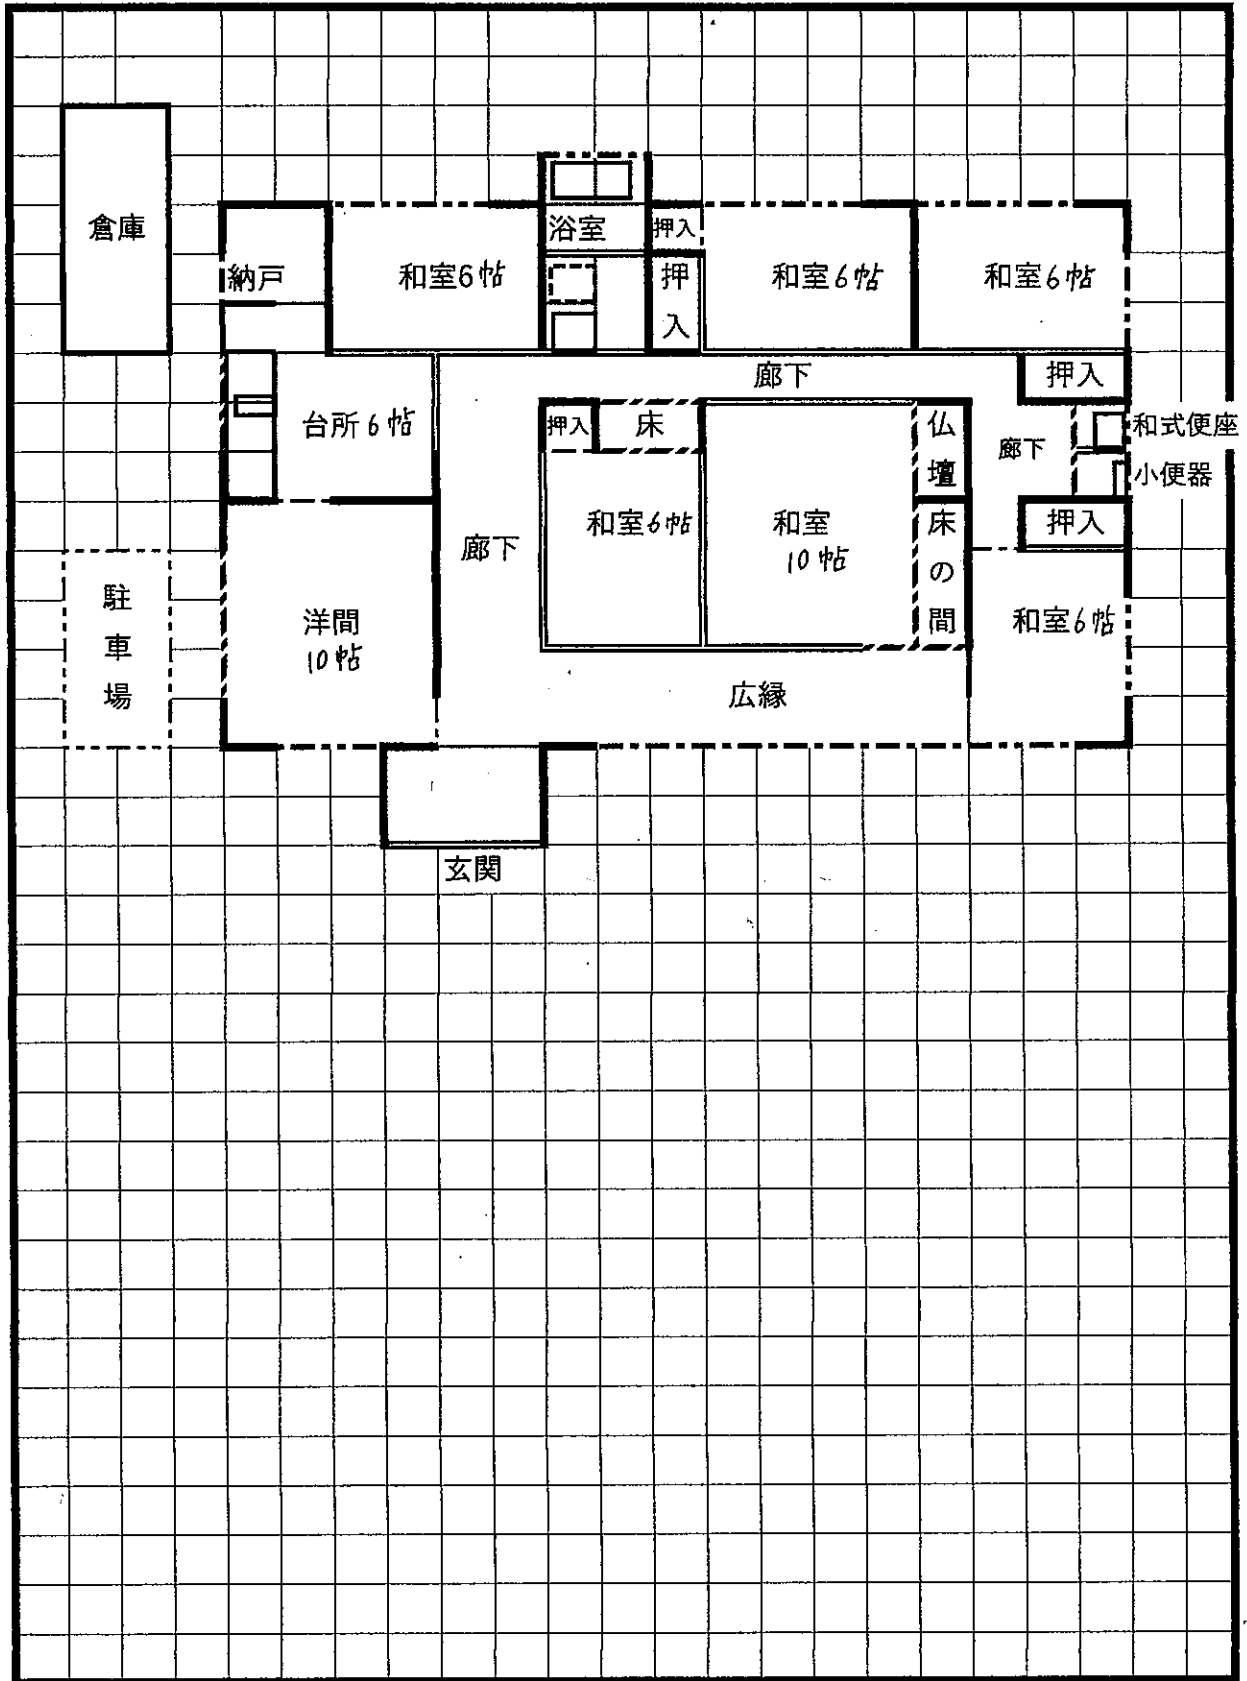 倉庫
納戸
和室6帖
浴室
押入
押入
和室6帖
和室6帖
廊下
押入
台所6帖
押入
床
仏壇
廊下
和式便座
小便器
廊下
和室6帖
和室
10帖
床の間
押入
駐車場
洋間
10帖
和室6帖
広縁
玄関